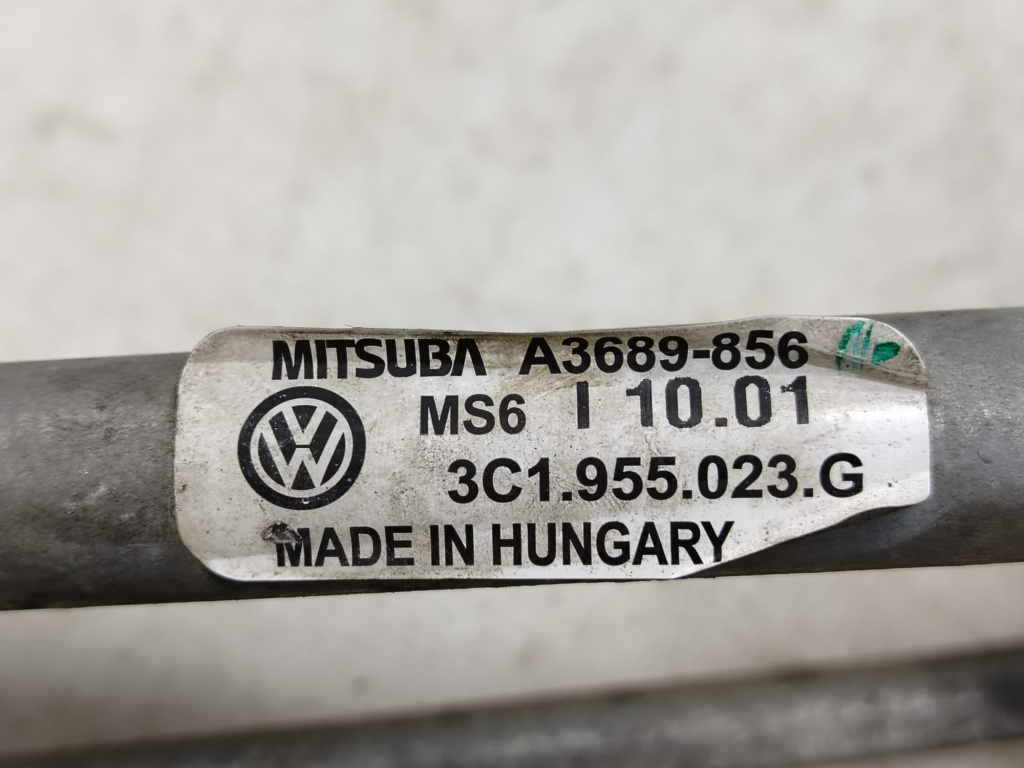 MITSUBA A3689-856
MS6 I 10.01
3C1.955.023.G
MADE IN HUNGARY